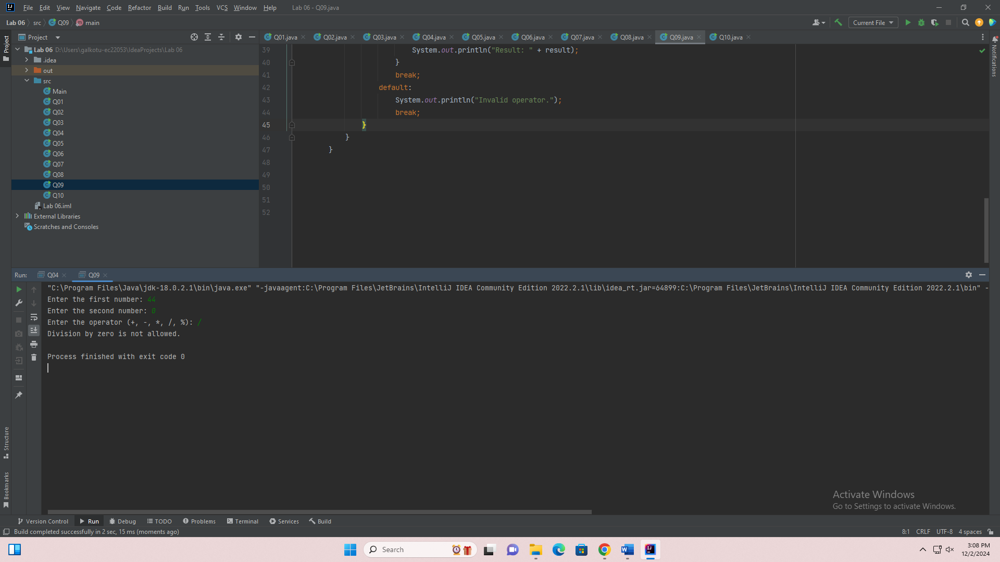 File Edit View Navigate Code Refactor Build Run Tools VCS Window Help Lab 06 - Q09.java
Lab 06 src Q09 main Current File
Project Q01.java Q02.java Q03.java Q04.java Q05.java Q06.java Q07.java Q08.java Q09.java Q10.java
Project
Notifications
Lab 06 D:\Users\galkotu-ec22053\IdeaProjects\Lab 06
.idea
out
src
Main
Q01
Q02
Q03
Q04
Q05
Q06
Q07
Q08
Q09
Q10
Lab 06.iml
External Libraries
Scratches and Consoles
39 System.out.println("Result: " + result);
40 }
41 break;
42 default:
43 System.out.println("Invalid operator.");
44 break;
45 }
46 }
47 }
48
49
50
51
52
Run: Q04 Q09
"C:\Program Files\Java\jdk-18.0.2.1\bin\java.exe" "-javaagent:C:\Program Files\JetBrains\IntelliJ IDEA Community Edition 2022.2.1\lib\idea_rt.jar=64899:C:\Program Files\JetBrains\IntelliJ IDEA Community Edition 2022.2.1\bin" -
Enter the first number: 44
Enter the second number: 0
Enter the operator (+, -, *, /, %): /
Division by zero is not allowed.
Process finished with exit code 0
Structure
Bookmarks
Activate Windows
Go to Settings to activate Windows.
Version Control Run Debug TODO Problems Terminal Services Build
Build completed successfully in 2 sec, 15 ms (moments ago) 8:1 CRLF UTF-8 4 spaces
Search
3:08 PM
12/2/2024